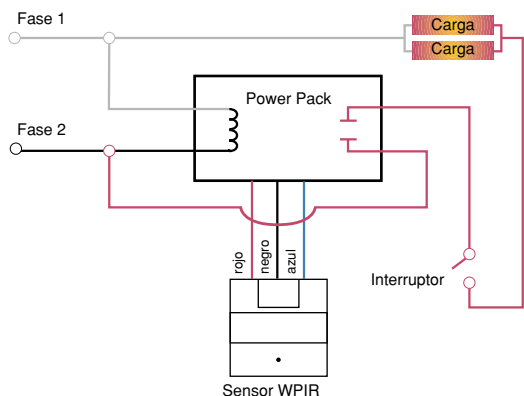 Fase 1
Carga
Carga
Power Pack
Fase 2
rojo
negro
azul
Interruptor
Sensor WPIR